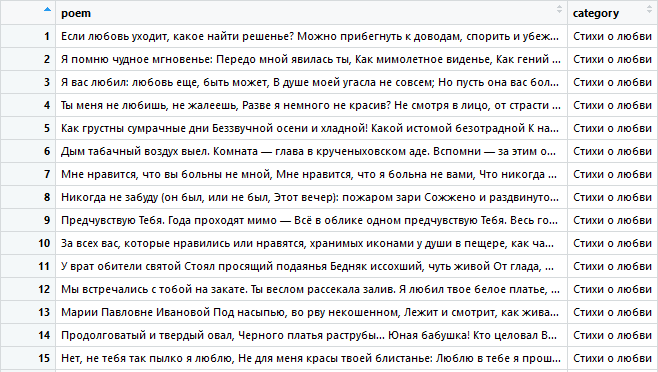 poem category
1 Если любовь уходит, какое найти решенье? Можно прибегнуть к доводам, спорить и убеж... Стихи о любви
2 Я помню чудное мгновенье: Передо мной явилась ты, Как мимолетное виденье, Как гений ... Стихи о любви
3 Я вас любил: любовь еще, быть может, В душе моей угасла не совсем; Но пусть она вас бол... Стихи о любви
4 Ты меня не любишь, не жалеешь, Разве я немного не красив? Не смотря в лицо, от страсти ... Стихи о любви
5 Как грустны сумрачные дни Беззвучной осени и хладной! Какой истомой безотрадной К на... Стихи о любви
6 Дым табачный воздух выел. Комната — глава в крученыховском аде. Вспомни — за этим о... Стихи о любви
7 Мне нравится, что вы больны не мной, Мне нравится, что я больна не вами, Что никогда ... Стихи о любви
8 Никогда не забуду (он был, или не был, Этот вечер): пожаром зари Сожжено и раздвинуто... Стихи о любви
9 Предчувствую Тебя. Года проходят мимо — Всё в облике одном предчувствую Тебя. Весь го... Стихи о любви
10 За всех вас, которые нравились или нравятся, хранимых иконами у души в пещере, как ча... Стихи о любви
11 У врат обители святой Стоял просящий подаянья Бедняк иссохший, чуть живой От глада, ... Стихи о любви
12 Мы встречались с тобой на закате. Ты веслом рассекала залив. Я любил твое белое платье, ... Стихи о любви
13 Марии Павловне Ивановой Под насыпью, во рву некошенном, Лежит и смотрит, как жива... Стихи о любви
14 Продолговатый и твердый овал, Черного платья раструбы... Юная бабушка! Кто целовал В... Стихи о любви
15 Нет, не тебя так пылко я люблю, Не для меня красы твоей блистанье: Люблю в тебе я прош... Стихи о любви